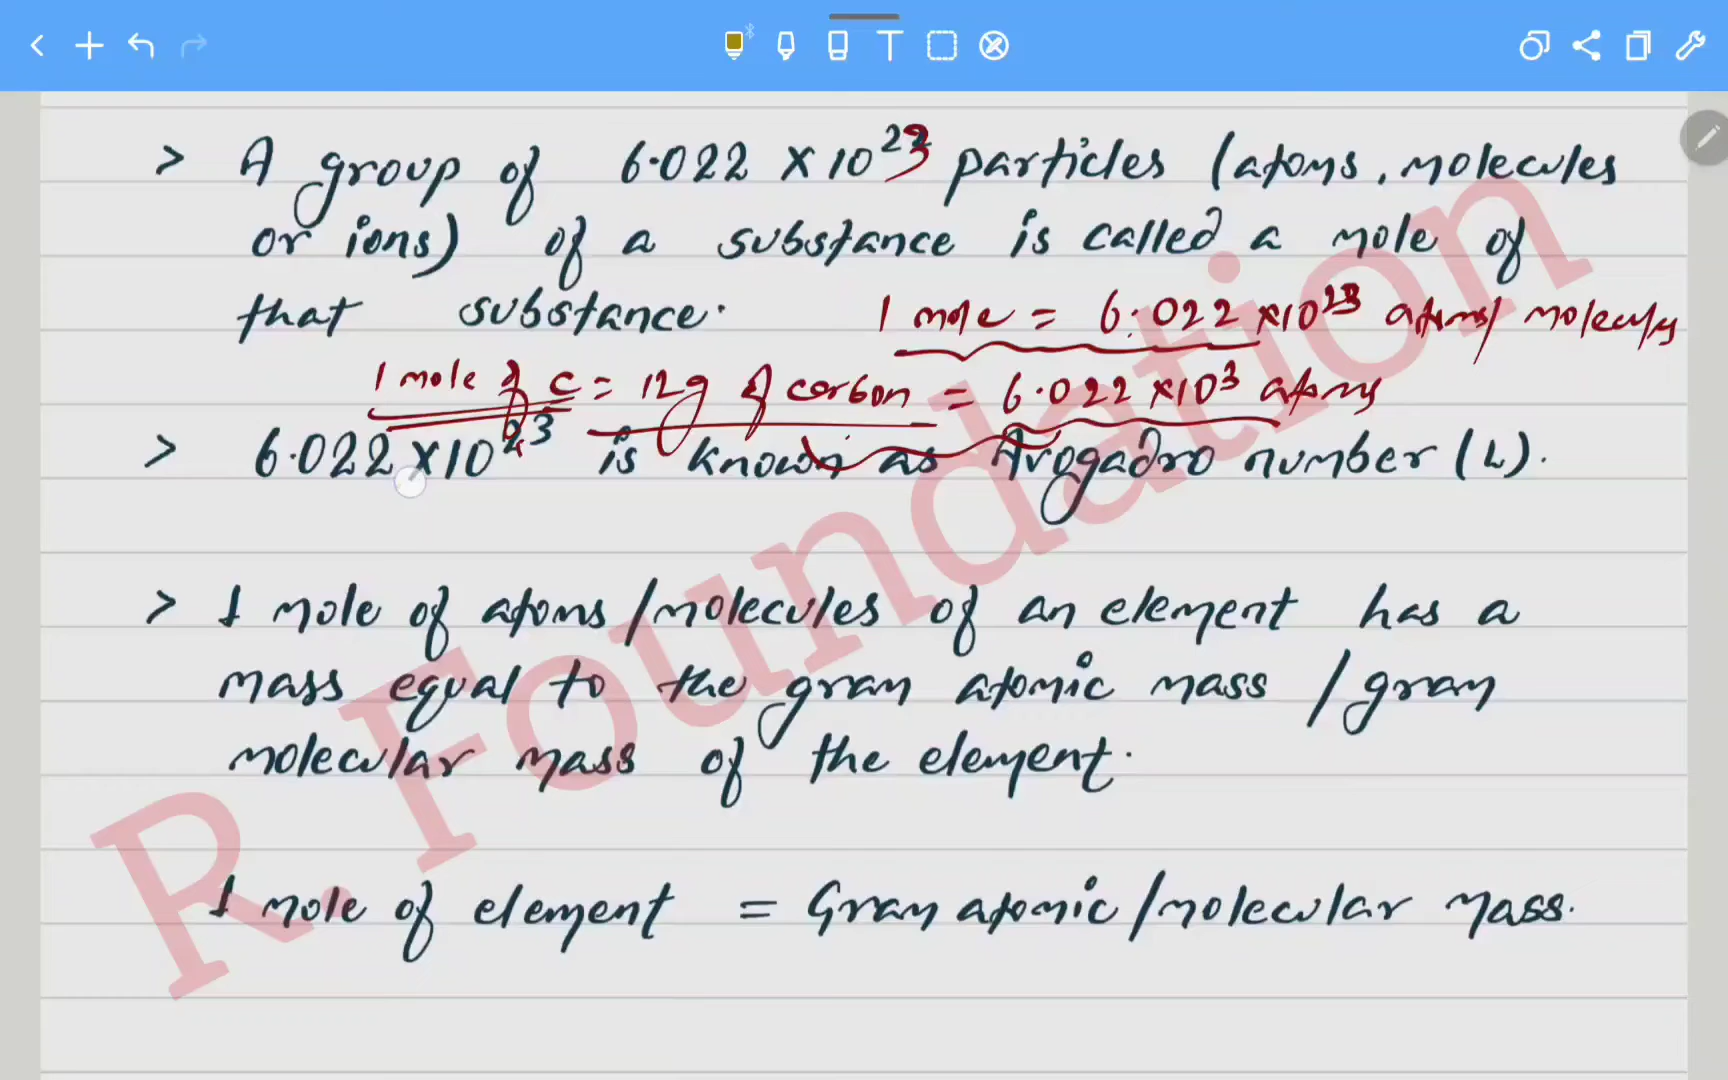 > A group of 6.022 × 10²³ particles (atoms, molecules
or ions) of a substance is called a mole of
that substance.
1 mole = 6.022 ×10²³ atoms/ molecules
1 mole of C = 12g of carbon = 6.022 ×10³ atoms
> 6.022 ×10²³ is known as Avogadro number (L).
> 1 mole of atoms/molecules of an element has a
mass equal to the gram atomic mass /gram
molecular mass of the element.
1 mole of element = Gram atomic/molecular mass.
R. Foundation
T